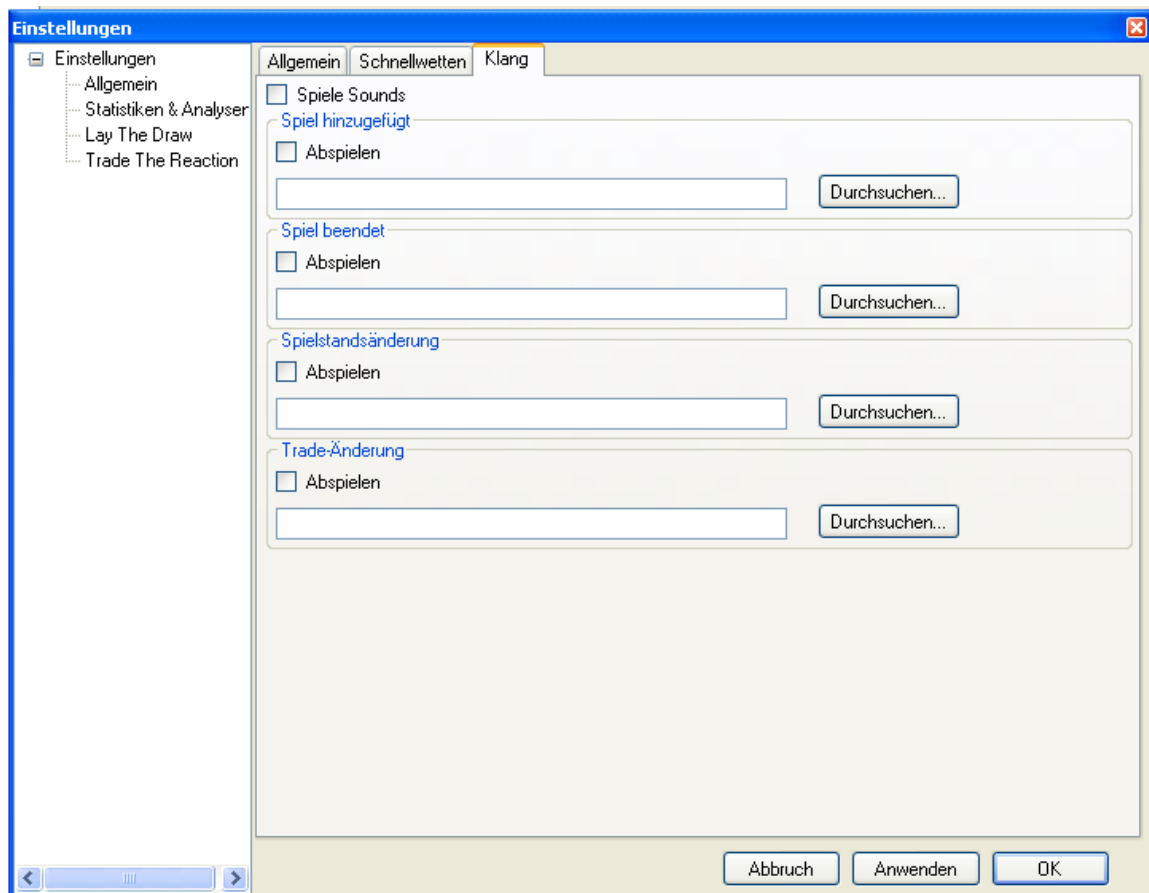 Einstellungen
Einstellungen
Allgemein
Statistiken & Analyser
Lay The Draw
Trade The Reaction
Allgemein
Schnellwetten
Klang
Spiele Sounds
Spiel hinzugefügt
Abspielen
Durchsuchen...
Spiel beendet
Abspielen
Durchsuchen...
Spielstandsänderung
Abspielen
Durchsuchen...
Trade-Änderung
Abspielen
Durchsuchen...
Abbruch
Anwenden
OK